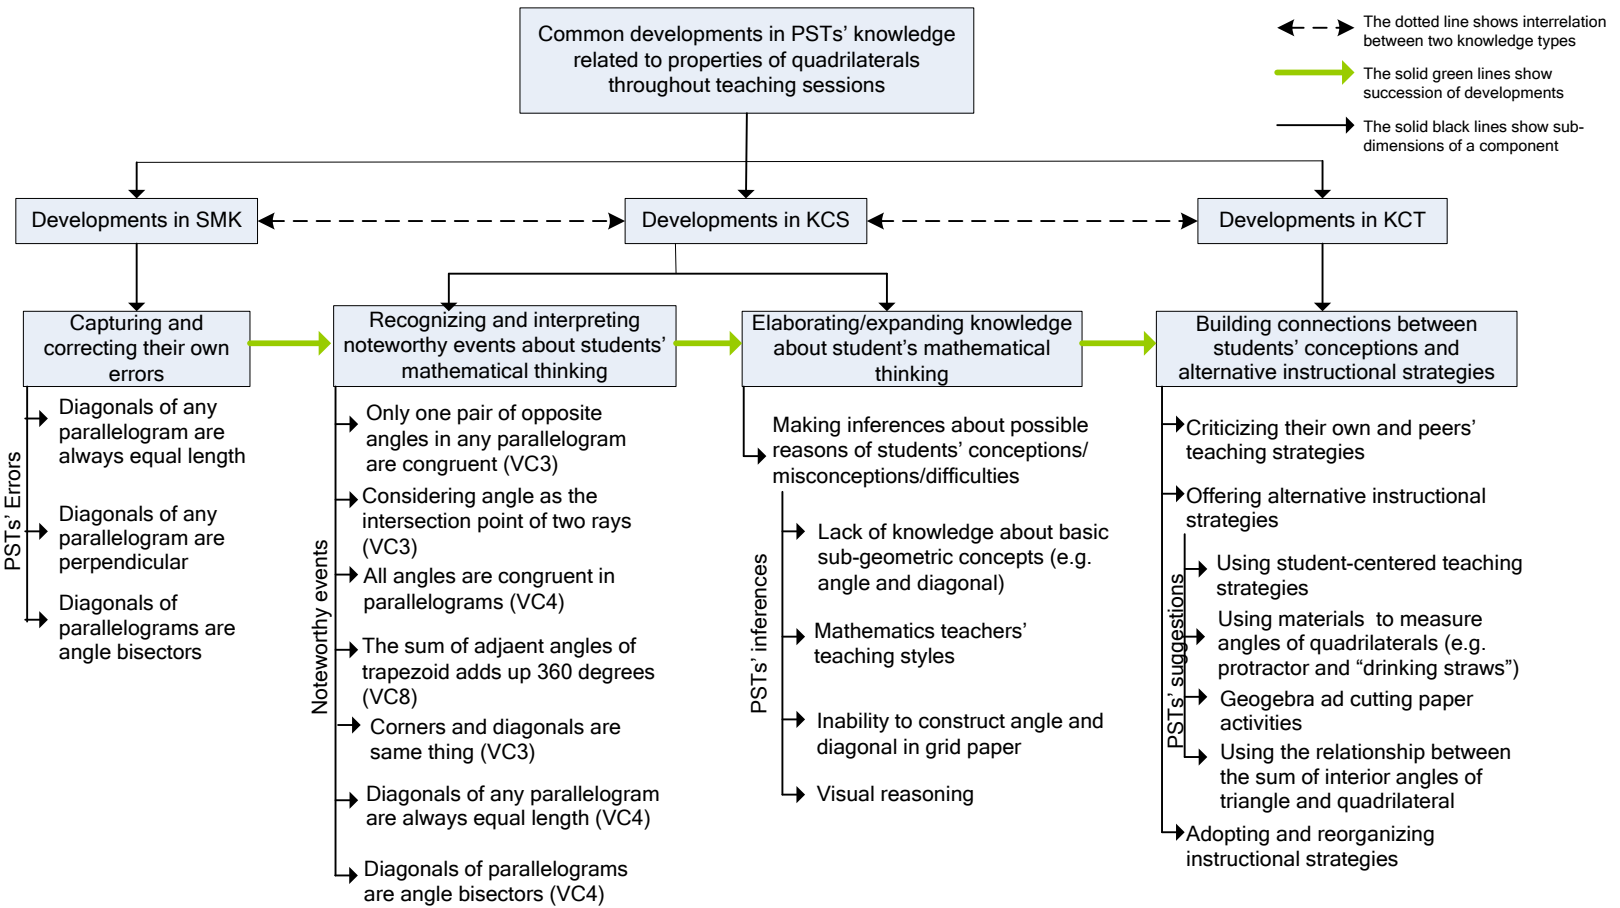 Common developments in PSTs' knowledge
related to properties of quadrilaterals
throughout teaching sessions
The dotted line shows interrelation
between two knowledge types
The solid green lines show
succession of developments
The solid black lines show sub-
dimensions of a component
Developments in SMK
Developments in KCS
Developments in KCT
Capturing and
correcting their own
errors
Recognizing and interpreting
noteworthy events about students'
mathematical thinking
Elaborating/expanding knowledge
about student's mathematical
thinking
Building connections between
students' conceptions and
alternative instructional strategies
PSTs' Errors
Diagonals of any
parallelogram are
always equal length
Diagonals of any
parallelogram are
perpendicular
Diagonals of
parallelograms are
angle bisectors
Noteworthy events
Only one pair of opposite
angles in any parallelogram
are congruent (VC3)
Considering angle as the
intersection point of two rays
(VC3)
All angles are congruent in
parallelograms (VC4)
The sum of adjacent angles of
trapezoid adds up 360 degrees
(VC8)
Corners and diagonals are
same thing (VC3)
Diagonals of any parallelogram
are always equal length (VC4)
Diagonals of parallelograms
are angle bisectors (VC4)
Making inferences about possible
reasons of students' conceptions/
misconceptions/difficulties
PSTs' inferences
Lack of knowledge about basic
sub-geometric concepts (e.g.
angle and diagonal)
Mathematics teachers'
teaching styles
Inability to construct angle and
diagonal in grid paper
Visual reasoning
Criticizing their own and peers'
teaching strategies
Offering alternative instructional
strategies
PSTs' suggestions
Using student-centered teaching
strategies
Using materials to measure
angles of quadrilaterals (e.g.
protractor and "drinking straws")
Geogebra ad cutting paper
activities
Using the relationship between
the sum of interior angles of
triangle and quadrilateral
Adopting and reorganizing
instructional strategies